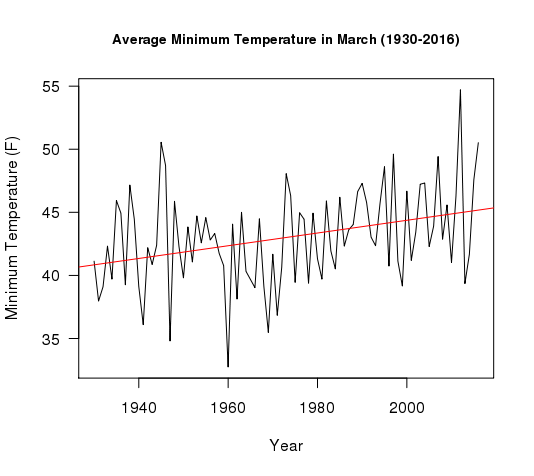 Average Minimum Temperature in March (1930-2016)
Minimum Temperature (F)
55
50
45
40
35
1940 1960 1980 2000
Year